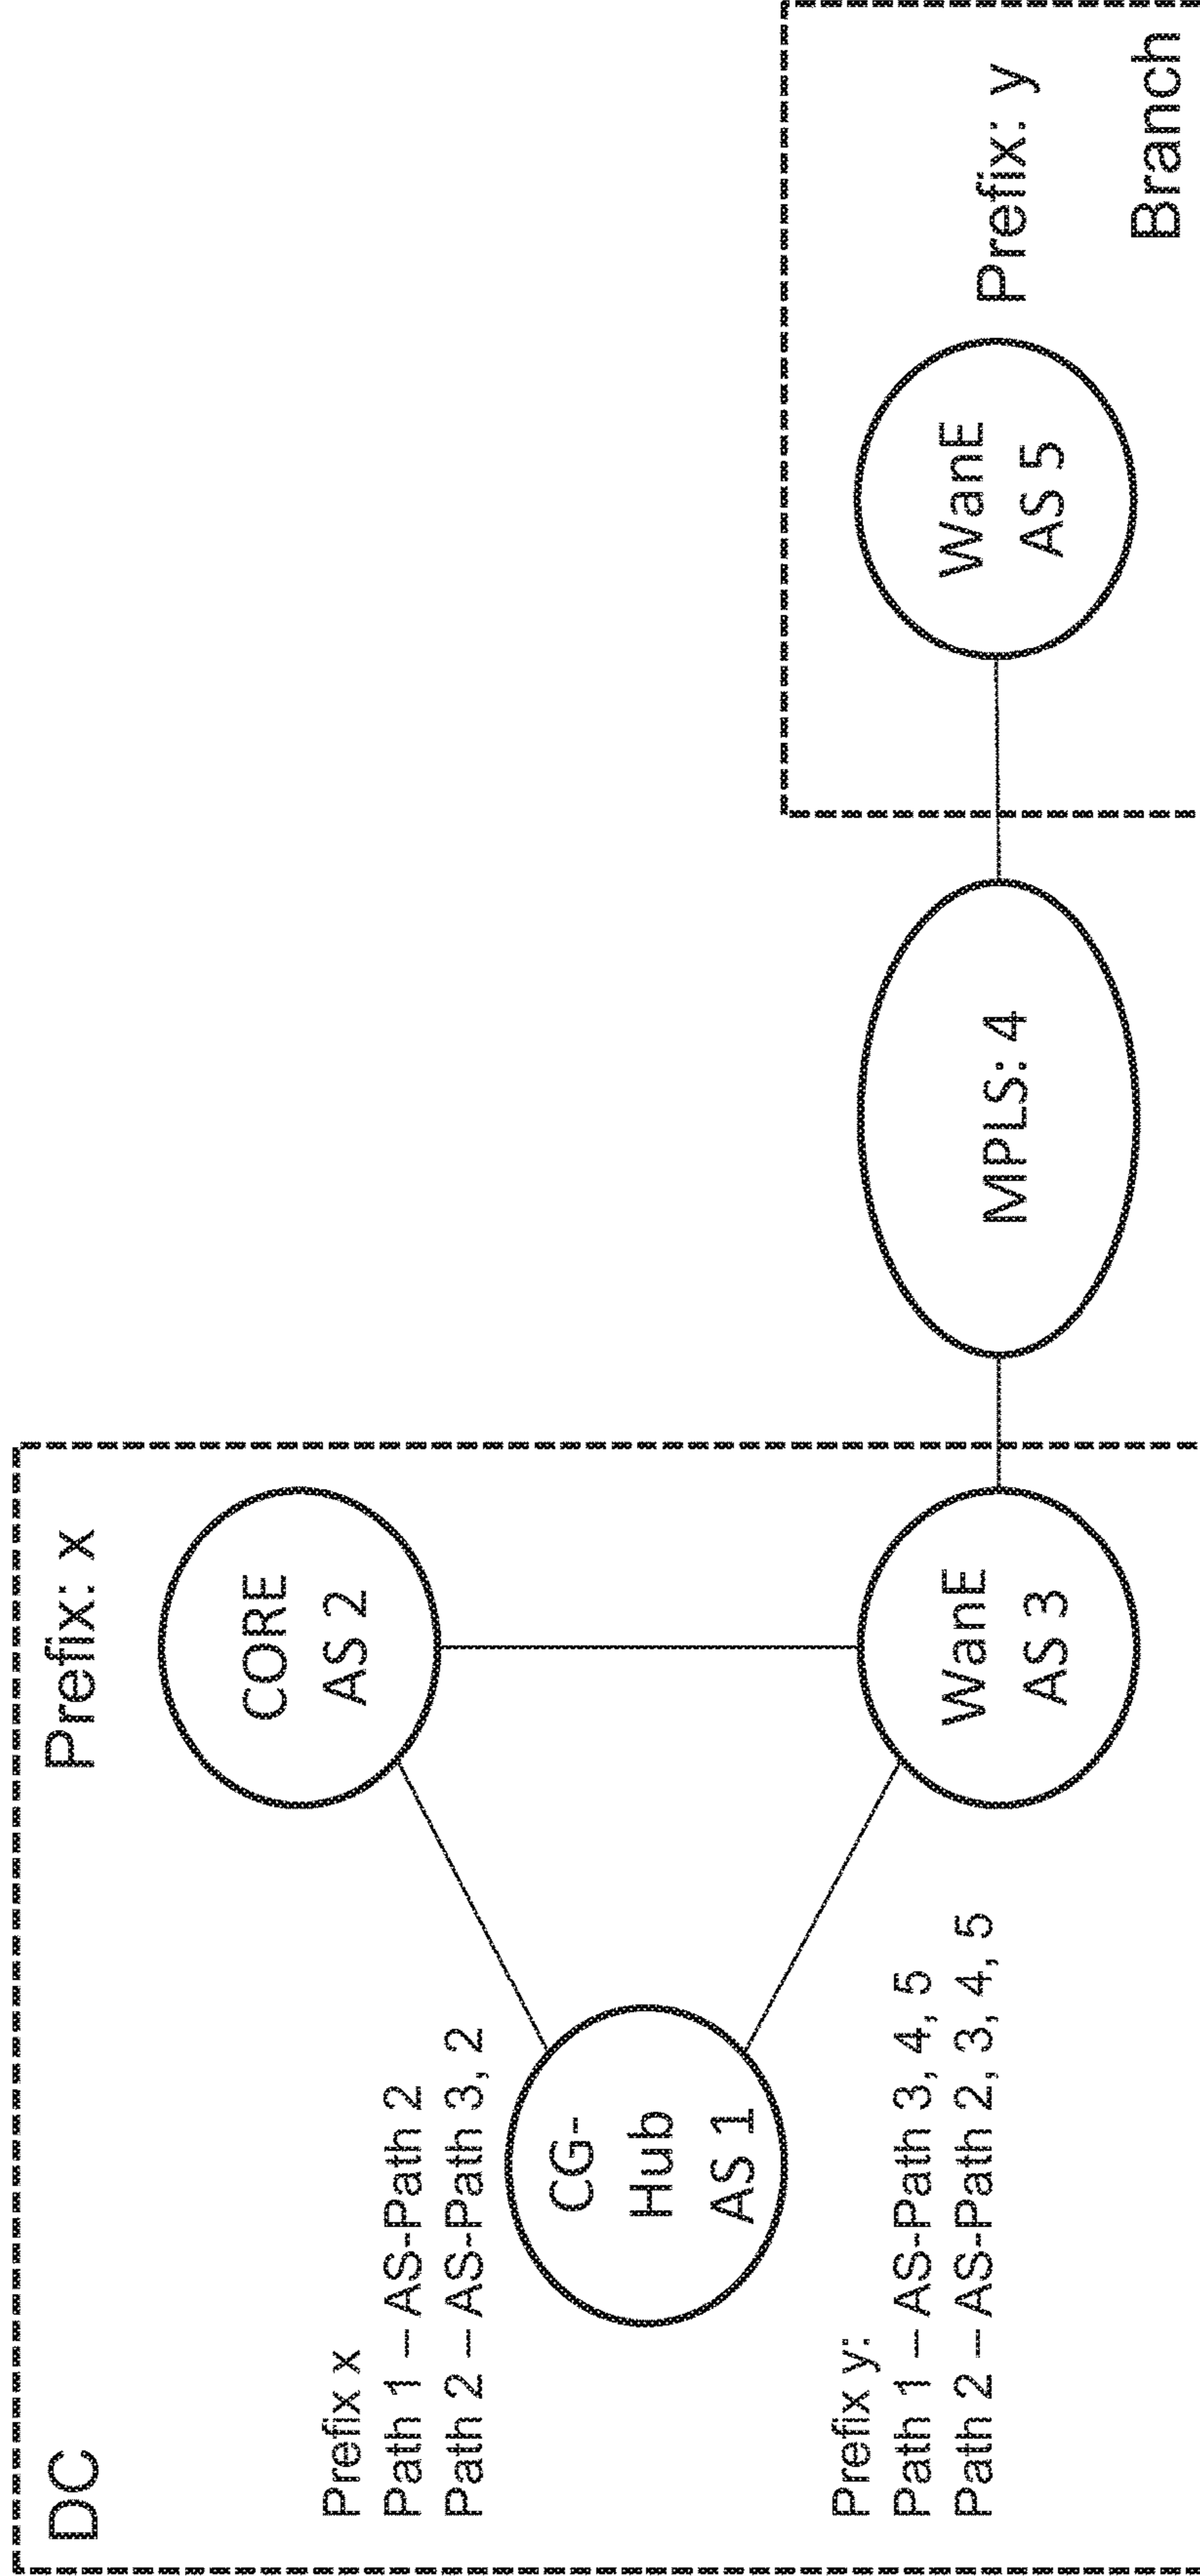 DC
Prefix: x
CORE
AS 2
Prefix x
Path 1 – AS-Path 2
Path 2 – AS-Path 3, 2
CG-
Hub
AS 1
Prefix y:
Path 1 – AS-Path 3, 4, 5
Path 2 – AS-Path 2, 3, 4, 5
WanE
AS 3
MPLS: 4
WanE
AS 5
Prefix: y
Branch